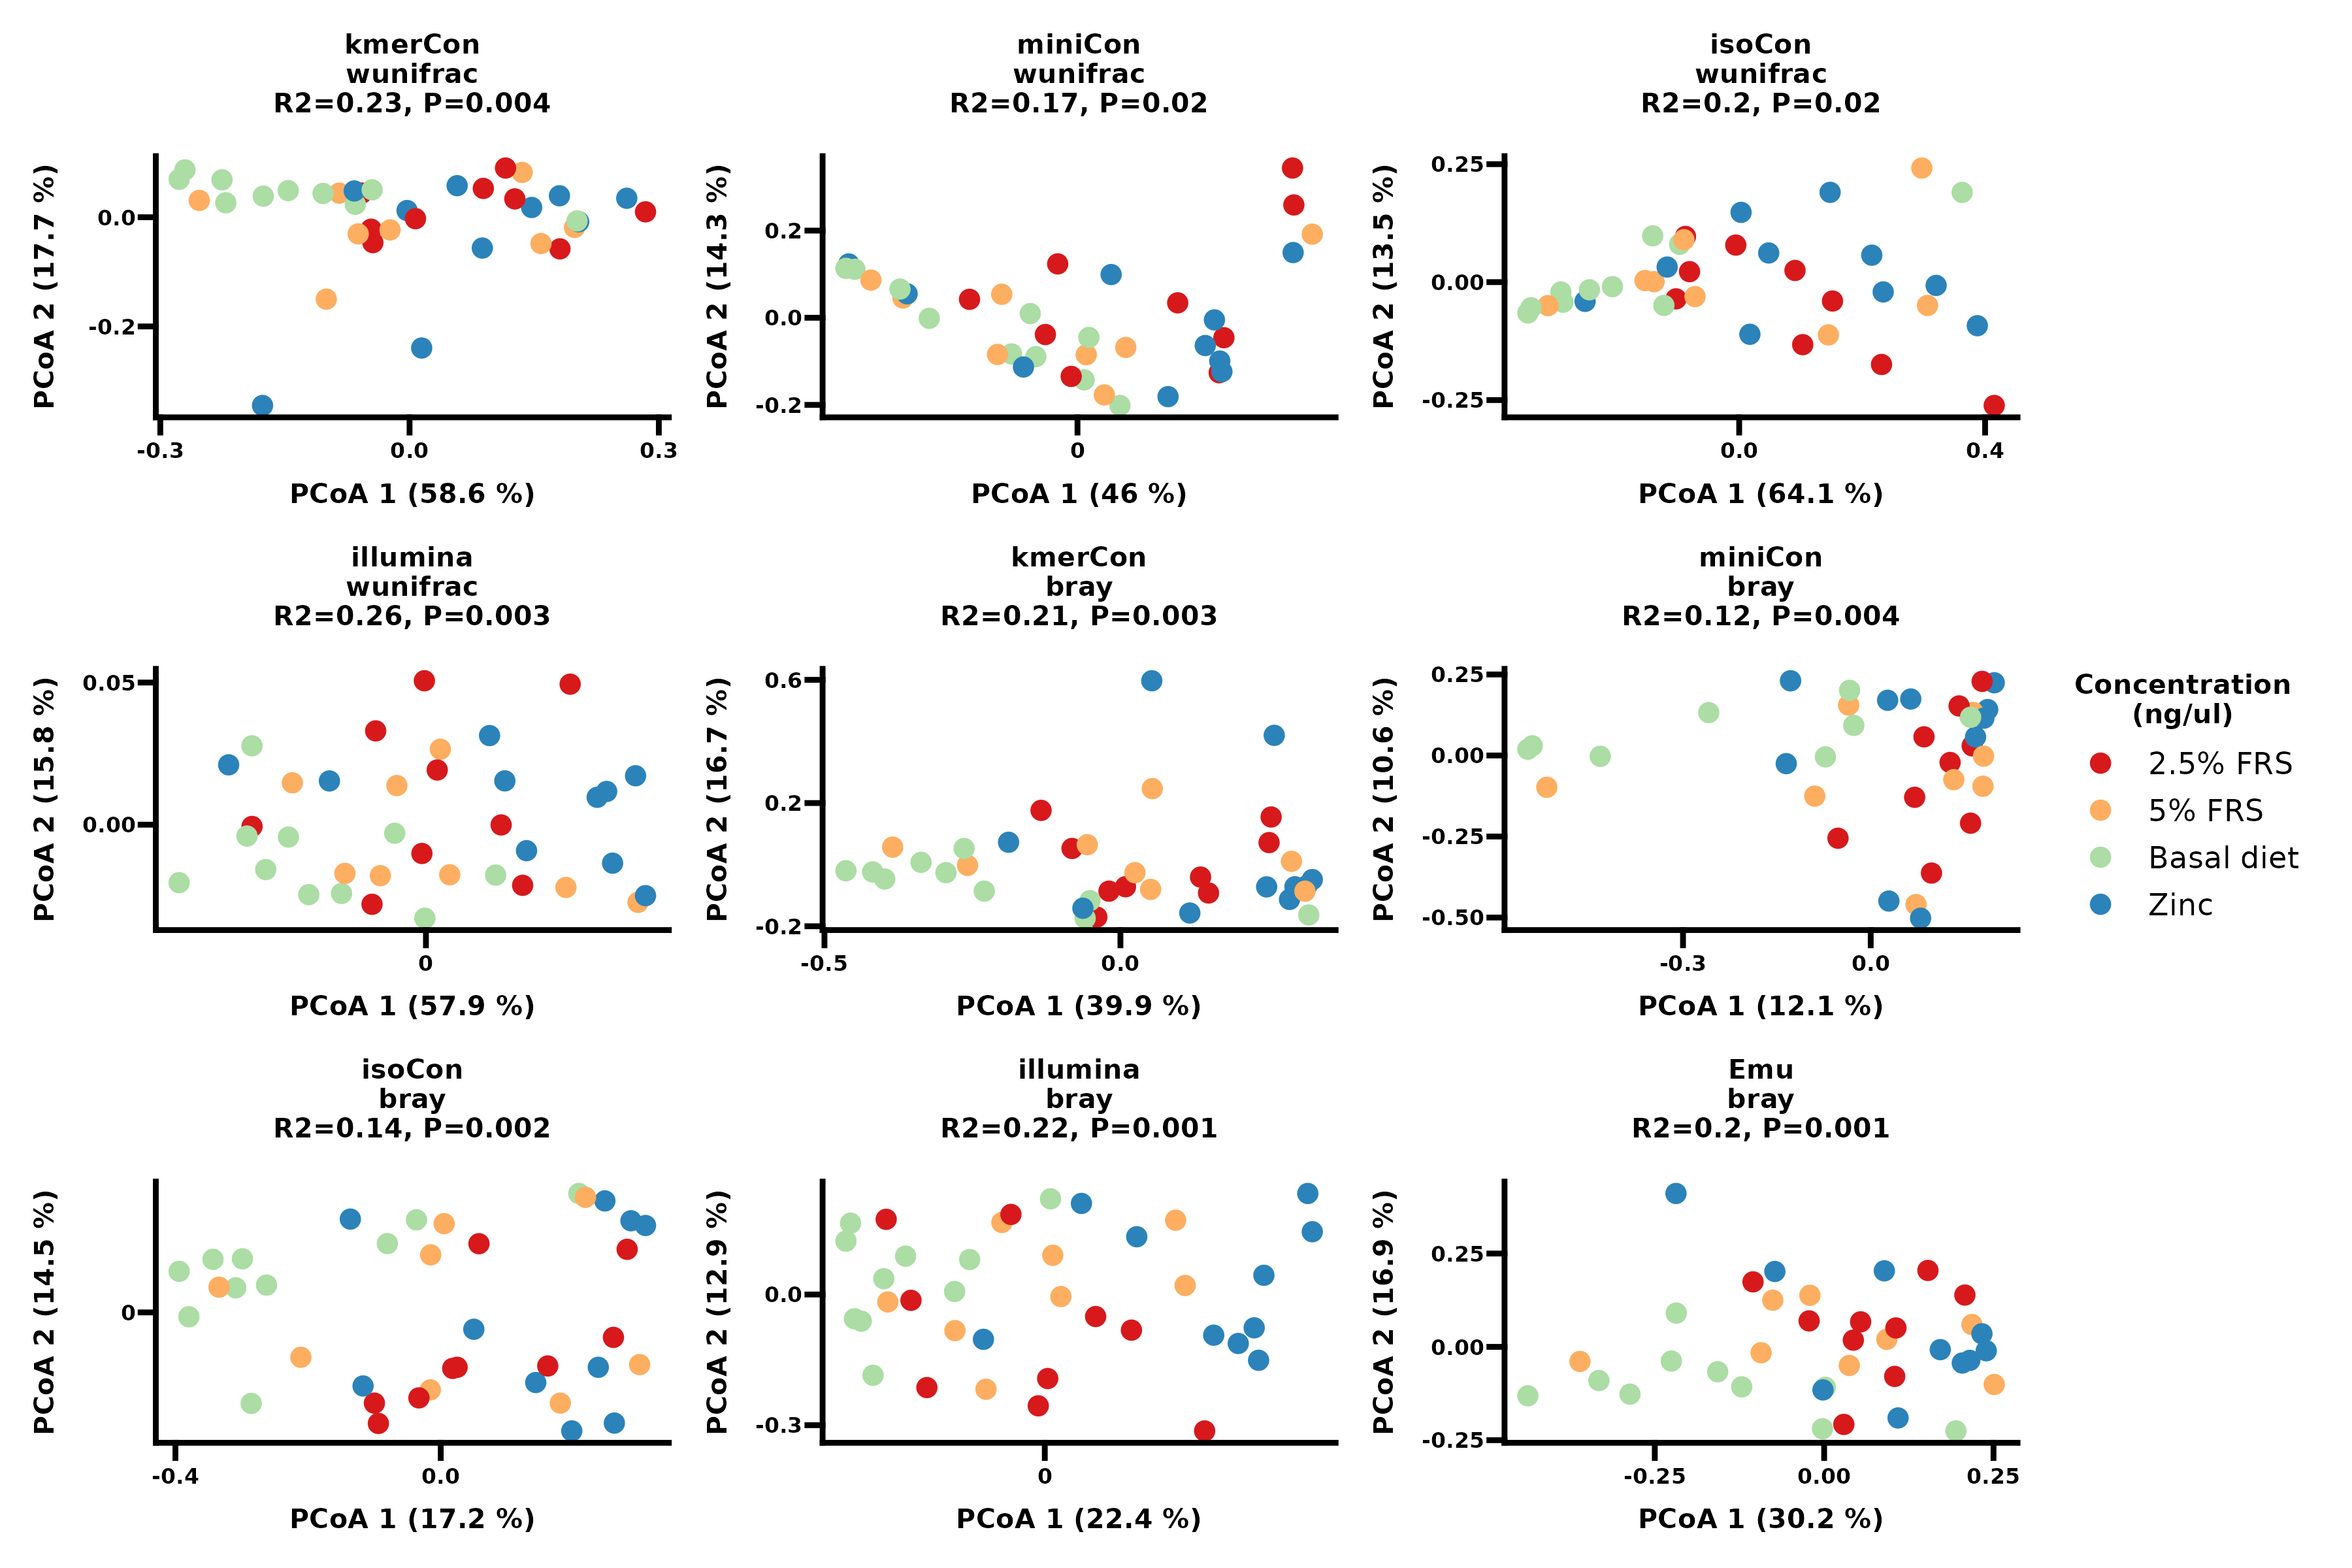 kmerCon
wunifrac
R2=0.23, P=0.004
PCoA 2 (17.7 %)
0.0
-0.2
-0.3
0.0
0.3
PCoA 1 (58.6 %)
miniCon
wunifrac
R2=0.17, P=0.02
PCoA 2 (14.3 %)
0.2
0.0
-0.2
0
PCoA 1 (46 %)
isoCon
wunifrac
R2=0.2, P=0.02
PCoA 2 (13.5 %)
0.25
0.00
-0.25
0.0
0.4
PCoA 1 (64.1 %)
illumina
wunifrac
R2=0.26, P=0.003
PCoA 2 (15.8 %)
0.05
0.00
0
PCoA 1 (57.9 %)
kmerCon
bray
R2=0.21, P=0.003
PCoA 2 (16.7 %)
0.6
0.2
-0.2
-0.5
0.0
PCoA 1 (39.9 %)
miniCon
bray
R2=0.12, P=0.004
PCoA 2 (10.6 %)
0.25
0.00
-0.25
-0.50
-0.3
0.0
PCoA 1 (12.1 %)
Concentration
(ng/ul)
2.5% FRS
5% FRS
Basal diet
Zinc
isoCon
bray
R2=0.14, P=0.002
PCoA 2 (14.5 %)
0
-0.4
0.0
PCoA 1 (17.2 %)
illumina
bray
R2=0.22, P=0.001
PCoA 2 (12.9 %)
0.0
-0.3
0
PCoA 1 (22.4 %)
Emu
bray
R2=0.2, P=0.001
PCoA 2 (16.9 %)
0.25
0.00
-0.25
-0.25
0.00
0.25
PCoA 1 (30.2 %)